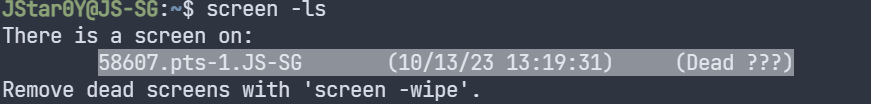 JStar0Y@JS-SG:~$ screen -ls
There is a screen on:
58607.pts-1.JS-SG (10/13/23 13:19:31) (Dead ???)
Remove dead screens with 'screen -wipe'.